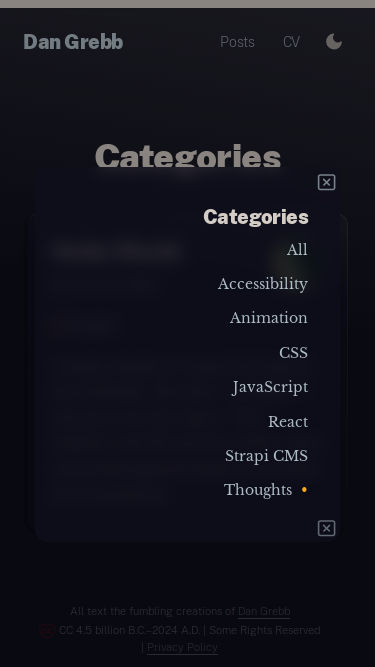 Dan Grebb
Posts CV
Categories
Categories
All
Accessibility
Animation
CSS
JavaScript
React
Strapi CMS
Thoughts •
All text the fumbling creations of Dan Grebb
CC 4.5 billion B.C.–2024 A.D. | Some Rights Reserved
| Privacy Policy